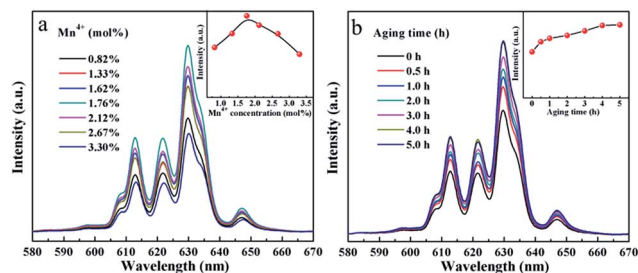 a
Mn⁴⁺ (mol%)
0.82%
1.33%
1.62%
1.76%
2.12%
2.67%
3.30%
Intensity (a.u.)
1.0 1.5 2.0 2.5 3.0 3.5
Mn⁴⁺ concentration (mol%)
Intensity (a.u.)
580 590 600 610 620 630 640 650 660 670
Wavelength (nm)
b
Aging time (h)
0 h
0.5 h
1.0 h
2.0 h
3.0 h
4.0 h
5.0 h
Intensity (a.u.)
0 1 2 3 4 5
Aging time (h)
Intensity (a.u.)
580 590 600 610 620 630 640 650 660 670
Wavelength (nm)